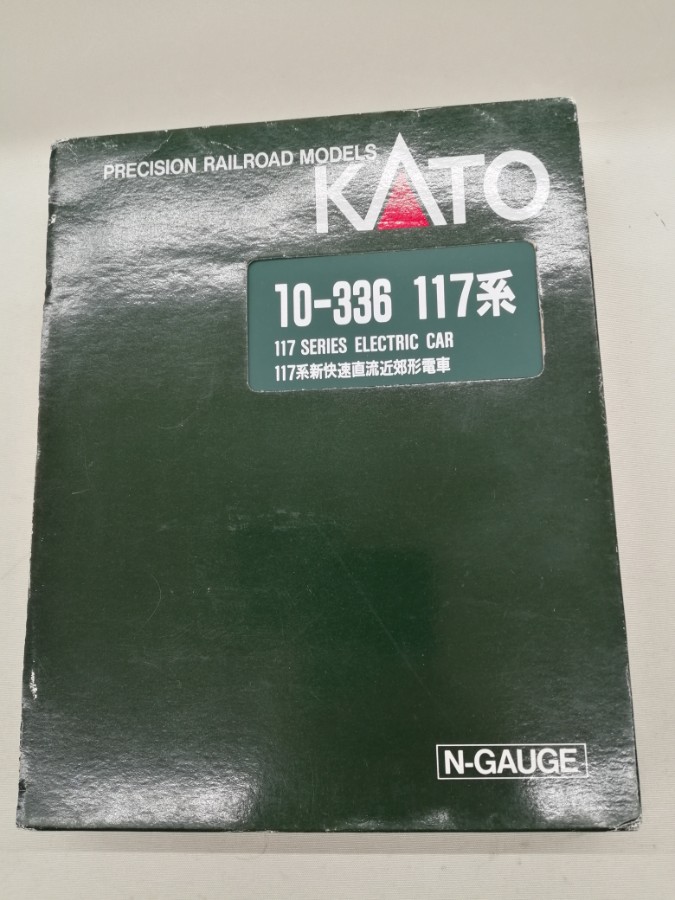 PRECISION RAILROAD MODELS
KATO
10-336 117系
117 SERIES ELECTRIC CAR
117系新快速直流近郊形電車
N-GAUGE